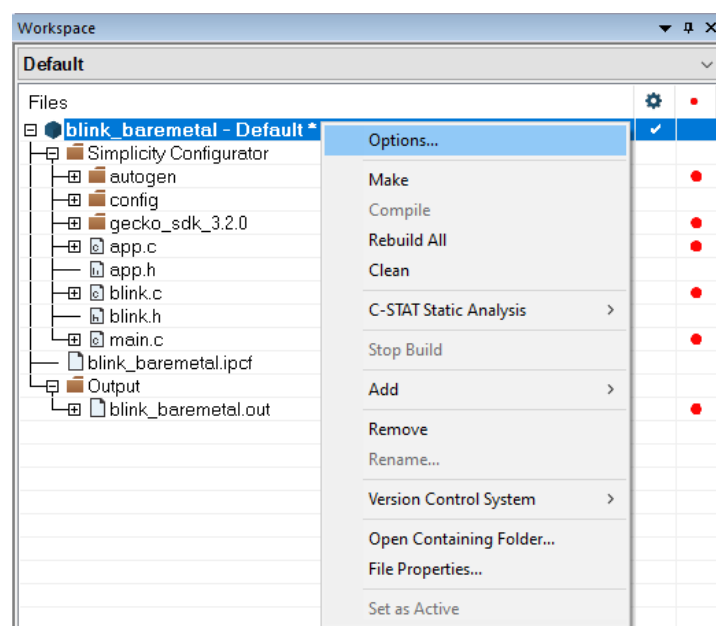 Workspace
Default
Files
blink_baremetal - Default *
Simplicity Configurator
autogen
config
gecko_sdk_3.2.0
app.c
app.h
blink.c
blink.h
main.c
blink_baremetal.ipcf
Output
blink_baremetal.out
Options...
Make
Compile
Rebuild All
Clean
C-STAT Static Analysis
Stop Build
Add
Remove
Rename...
Version Control System
Open Containing Folder...
File Properties...
Set as Active